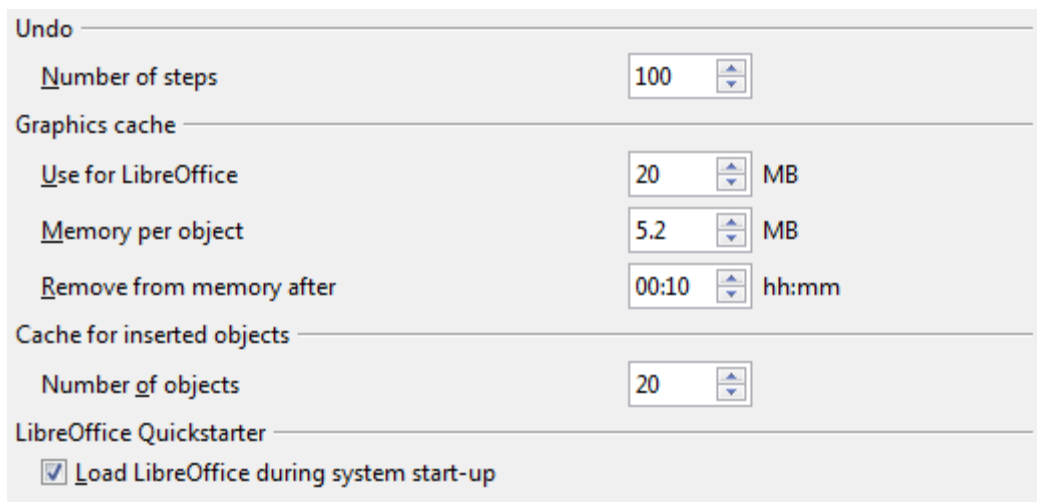 Undo
Number of steps 100
Graphics cache
Use for LibreOffice 20 MB
Memory per object 5.2 MB
Remove from memory after 00:10 hh:mm
Cache for inserted objects
Number of objects 20
LibreOffice Quickstarter
Load LibreOffice during system start-up